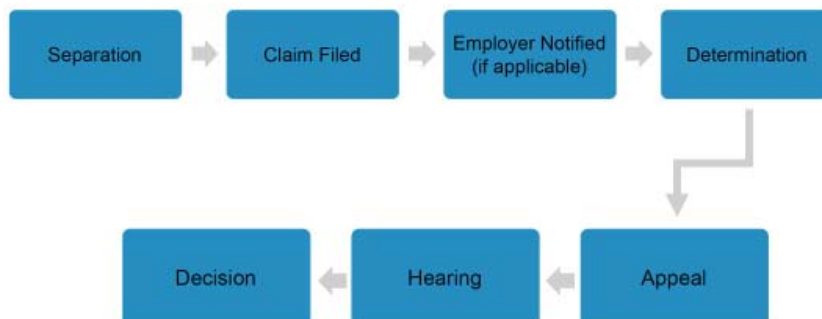 Separation
Claim Filed
Employer Notified
(if applicable)
Determination
Appeal
Hearing
Decision